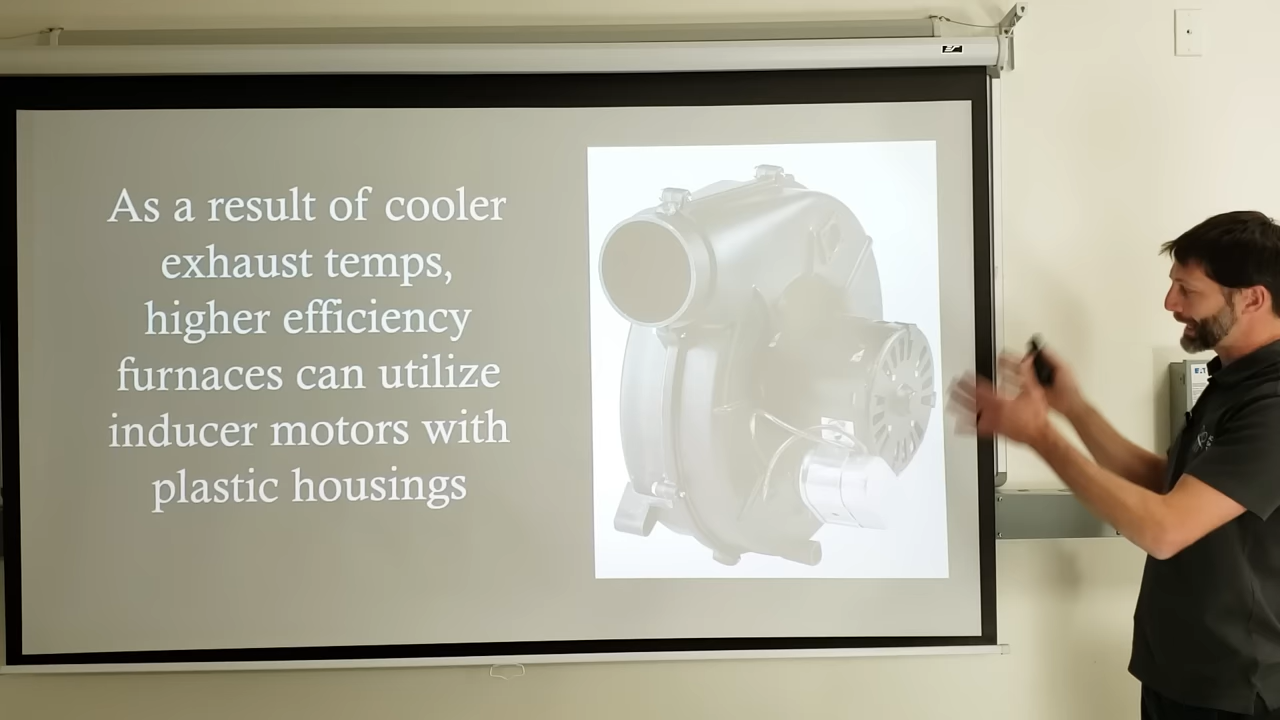 As a result of cooler
exhaust temps,
higher efficiency
furnaces can utilize
inducer motors with
plastic housings